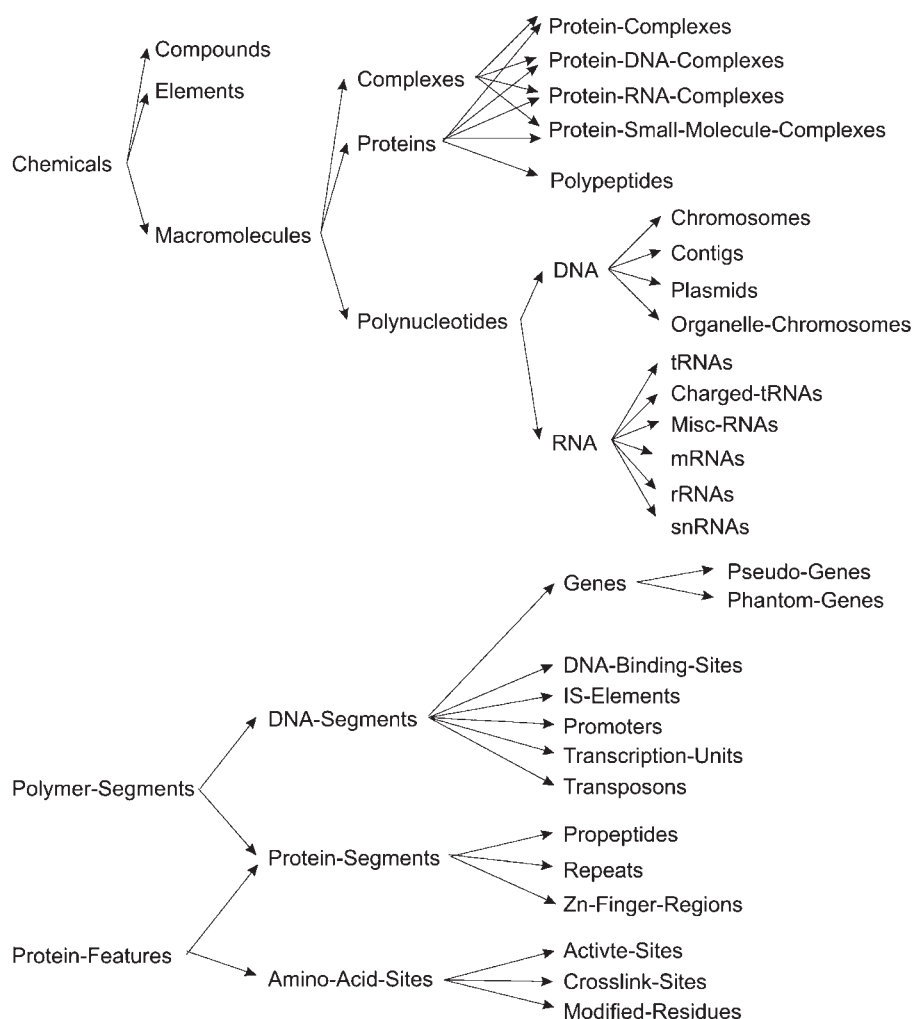 Chemicals
Compounds
Elements
Macromolecules
Complexes
Proteins
Polynucleotides
Protein-Complexes
Protein-DNA-Complexes
Protein-RNA-Complexes
Protein-Small-Molecule-Complexes
Polypeptides
DNA
Chromosomes
Contigs
Plasmids
Organelle-Chromosomes
RNA
tRNAs
Charged-tRNAs
Misc-RNAs
mRNAs
rRNAs
snRNAs
Polymer-Segments
DNA-Segments
Genes
Pseudo-Genes
Phantom-Genes
DNA-Binding-Sites
IS-Elements
Promoters
Transcription-Units
Transposons
Protein-Segments
Propeptides
Repeats
Zn-Finger-Regions
Protein-Features
Amino-Acid-Sites
Activte-Sites
Crosslink-Sites
Modified-Residues